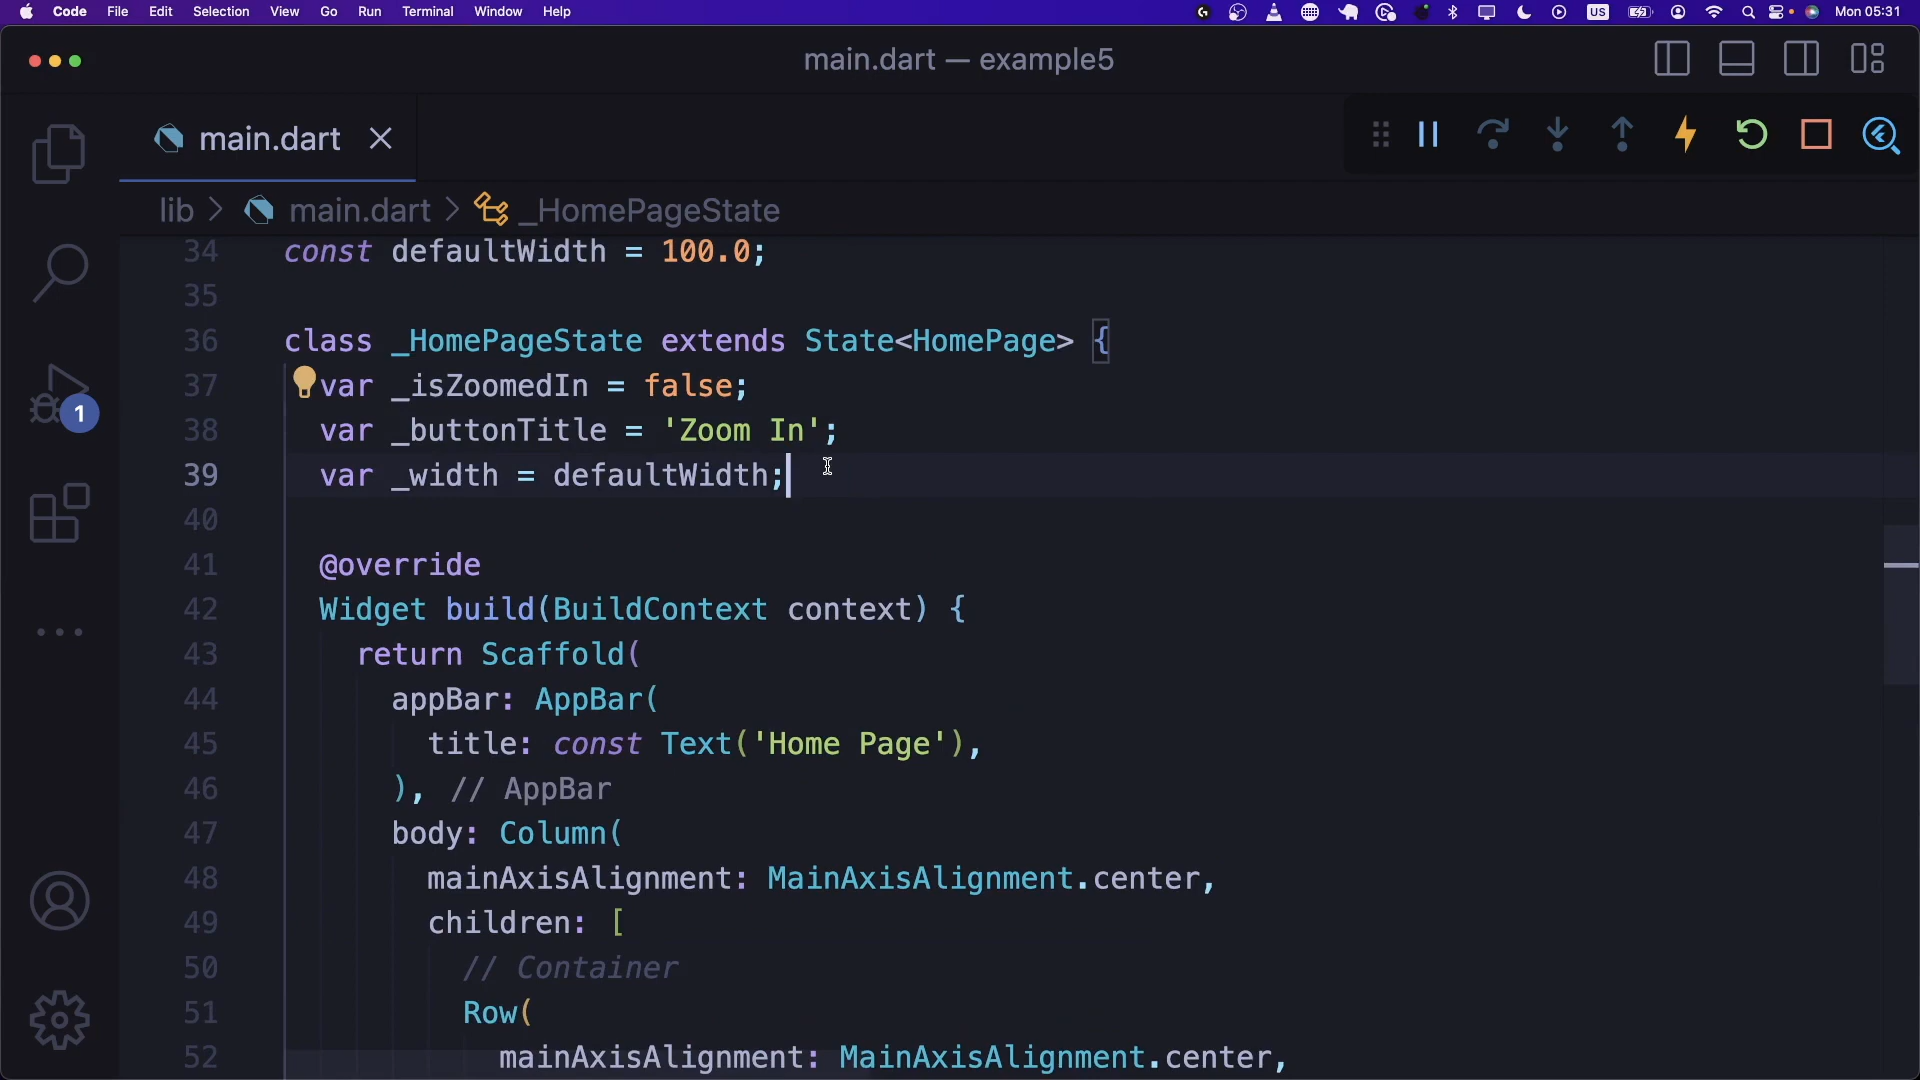 Code File Edit Selection View Go Run Terminal Window Help US Mon 05:31
main.dart — example5
main.dart
lib > main.dart > _HomePageState
34 const defaultWidth = 100.0;
35
36 class _HomePageState extends State<HomePage> {
37 var _isZoomedIn = false;
38 var _buttonTitle = 'Zoom In';
1
39 var _width = defaultWidth;
40
41 @override
42 Widget build(BuildContext context) {
43 return Scaffold(
44 appBar: AppBar(
45 title: const Text('Home Page'),
46 ), // AppBar
47 body: Column(
48 mainAxisAlignment: MainAxisAlignment.center,
49 children: [
50 // Container
51 Row(
52 mainAxisAlignment: MainAxisAlignment.center,